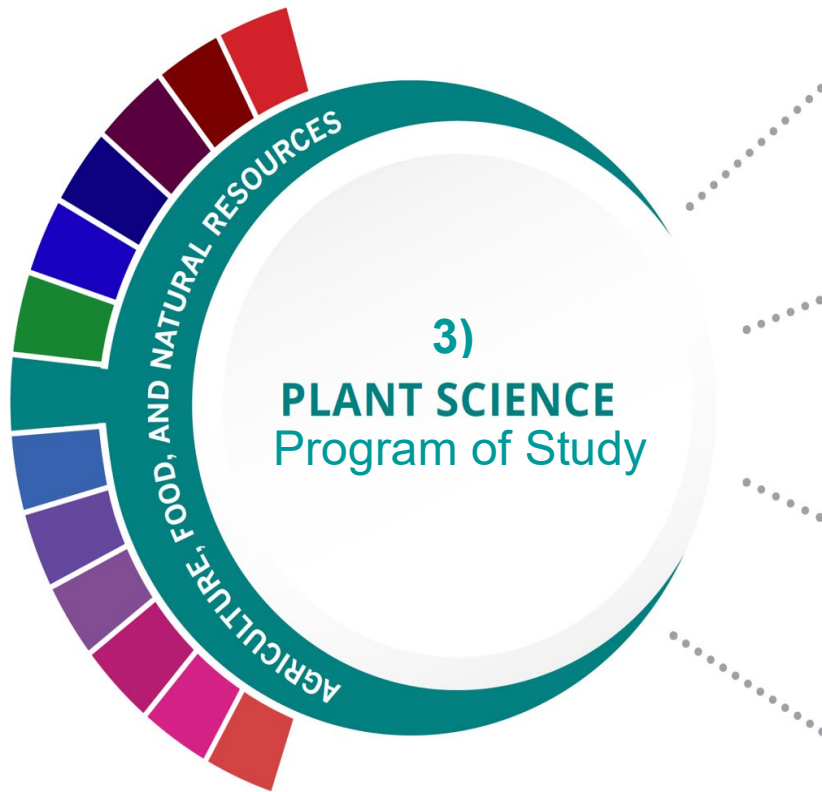 AGRICULTURE, FOOD, AND NATURAL RESOURCES
3)
PLANT SCIENCE
Program of Study